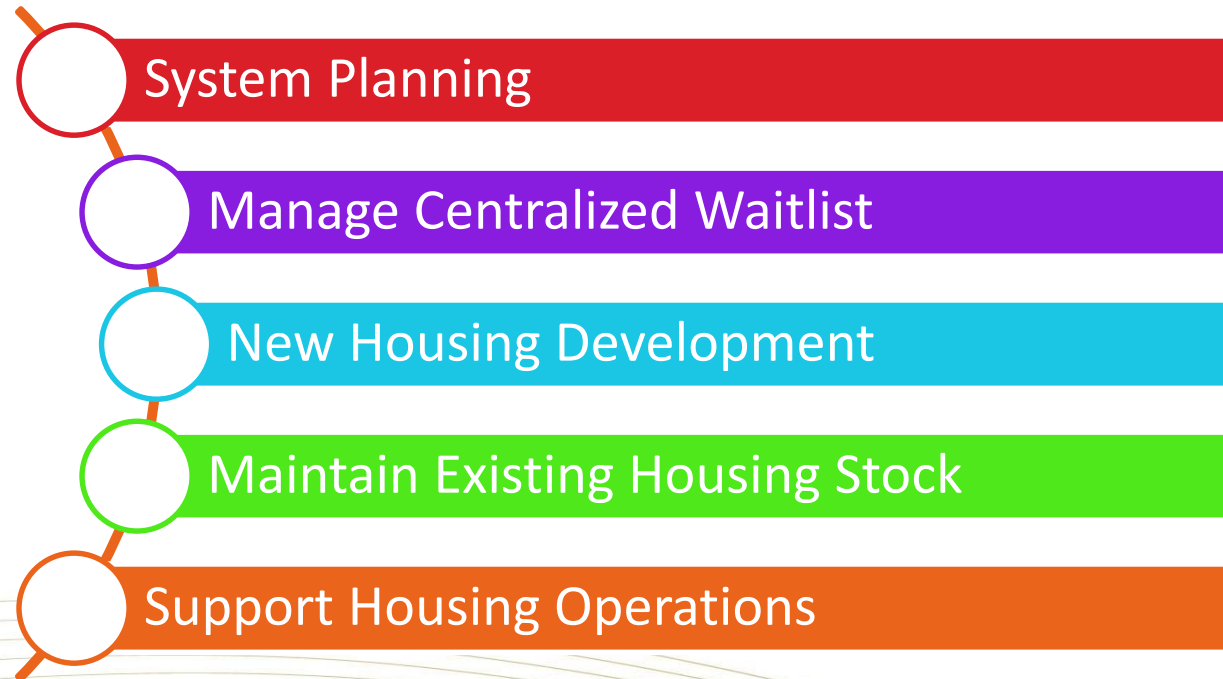 System Planning
Manage Centralized Waitlist
New Housing Development
Maintain Existing Housing Stock
Support Housing Operations